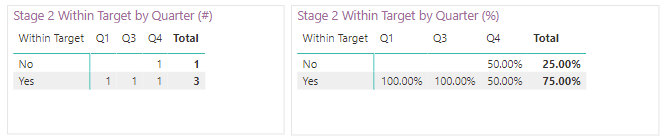 Stage 2 Within Target by Quarter (#)
Within Target Q1 Q3 Q4 Total
No 1 1
Yes 1 1 1 3
Stage 2 Within Target by Quarter (%)
Within Target Q1 Q3 Q4 Total
No 50.00% 25.00%
Yes 100.00% 100.00% 50.00% 75.00%